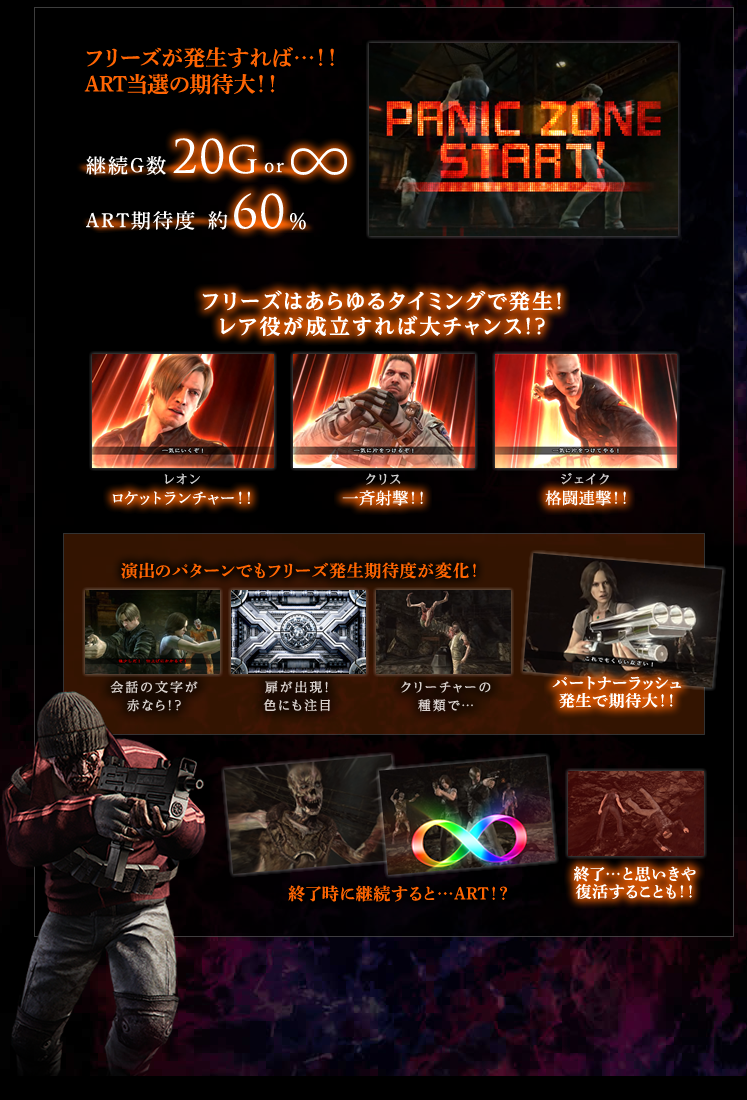 フリーズが発生すれば…!!
ART当選の期待大!!
PANIC ZONE
START!
継続G数 20G or ∞
ART期待度 約60%
フリーズはあらゆるタイミングで発生!
レア役が成立すれば大チャンス!?
一気にいくぞ!
一気に片をつけるぞ!
一気に片をつけてやる!
レオン
ロケットランチャー!!
クリス
一斉射撃!!
ジェイク
格闘連撃!!
演出のパターンでもフリーズ発生期待度が変化!
会話の文字が
赤なら!?
扉が出現!
色にも注目
クリーチャーの
種類で…
これでもくらいなさい!
パートナーラッシュ
発生で期待大!!
∞
終了時に継続すると…ART!?
終了…と思いきや
復活することも!!